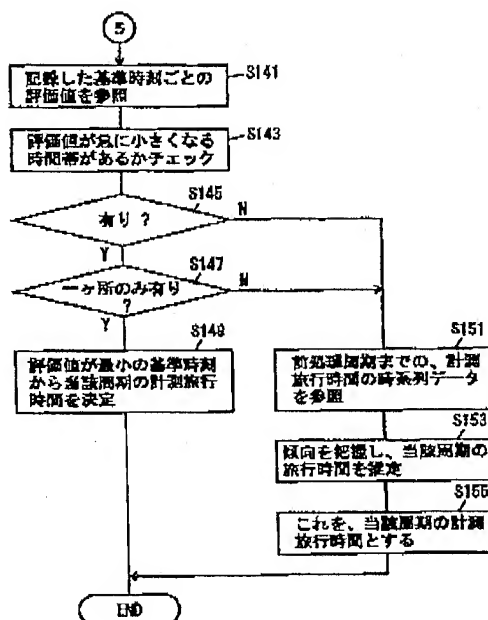 5
記録した基準時刻ごとの
評価値を参照
S141
評価値が急に小さくなる
時間帯があるかチェック
S143
有り ?
S145
N
Y
一ヶ所のみ有り
?
S147
N
Y
評価値が最小の基準時刻
から当該周期の計測旅行
時間を決定
S149
前処理周期までの、計測
旅行時間の時系列データ
を参照
S151
傾向を把握し、当該周期の
旅行時間を推定
S153
これを、当該周期の計測
旅行時間とする
S155
END